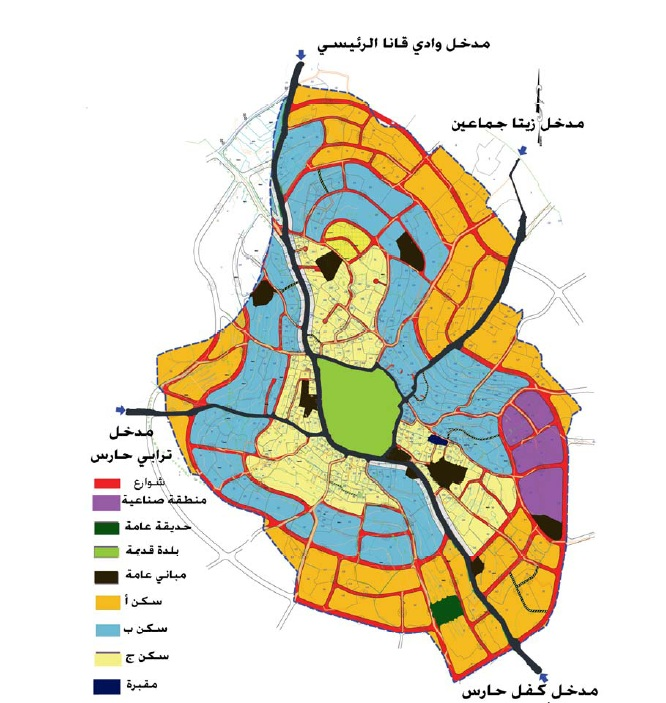 مدخل وادي قانا الرئيسي
مدخل زيتا جماعين
مدخل
ترابي حارس
شوارع
منطقة صناعية
حديقة عامة
بلدة قديمة
مباني عامة
سكن أ
سكن ب
سكن ج
مقبرة
مدخل كفل حارس